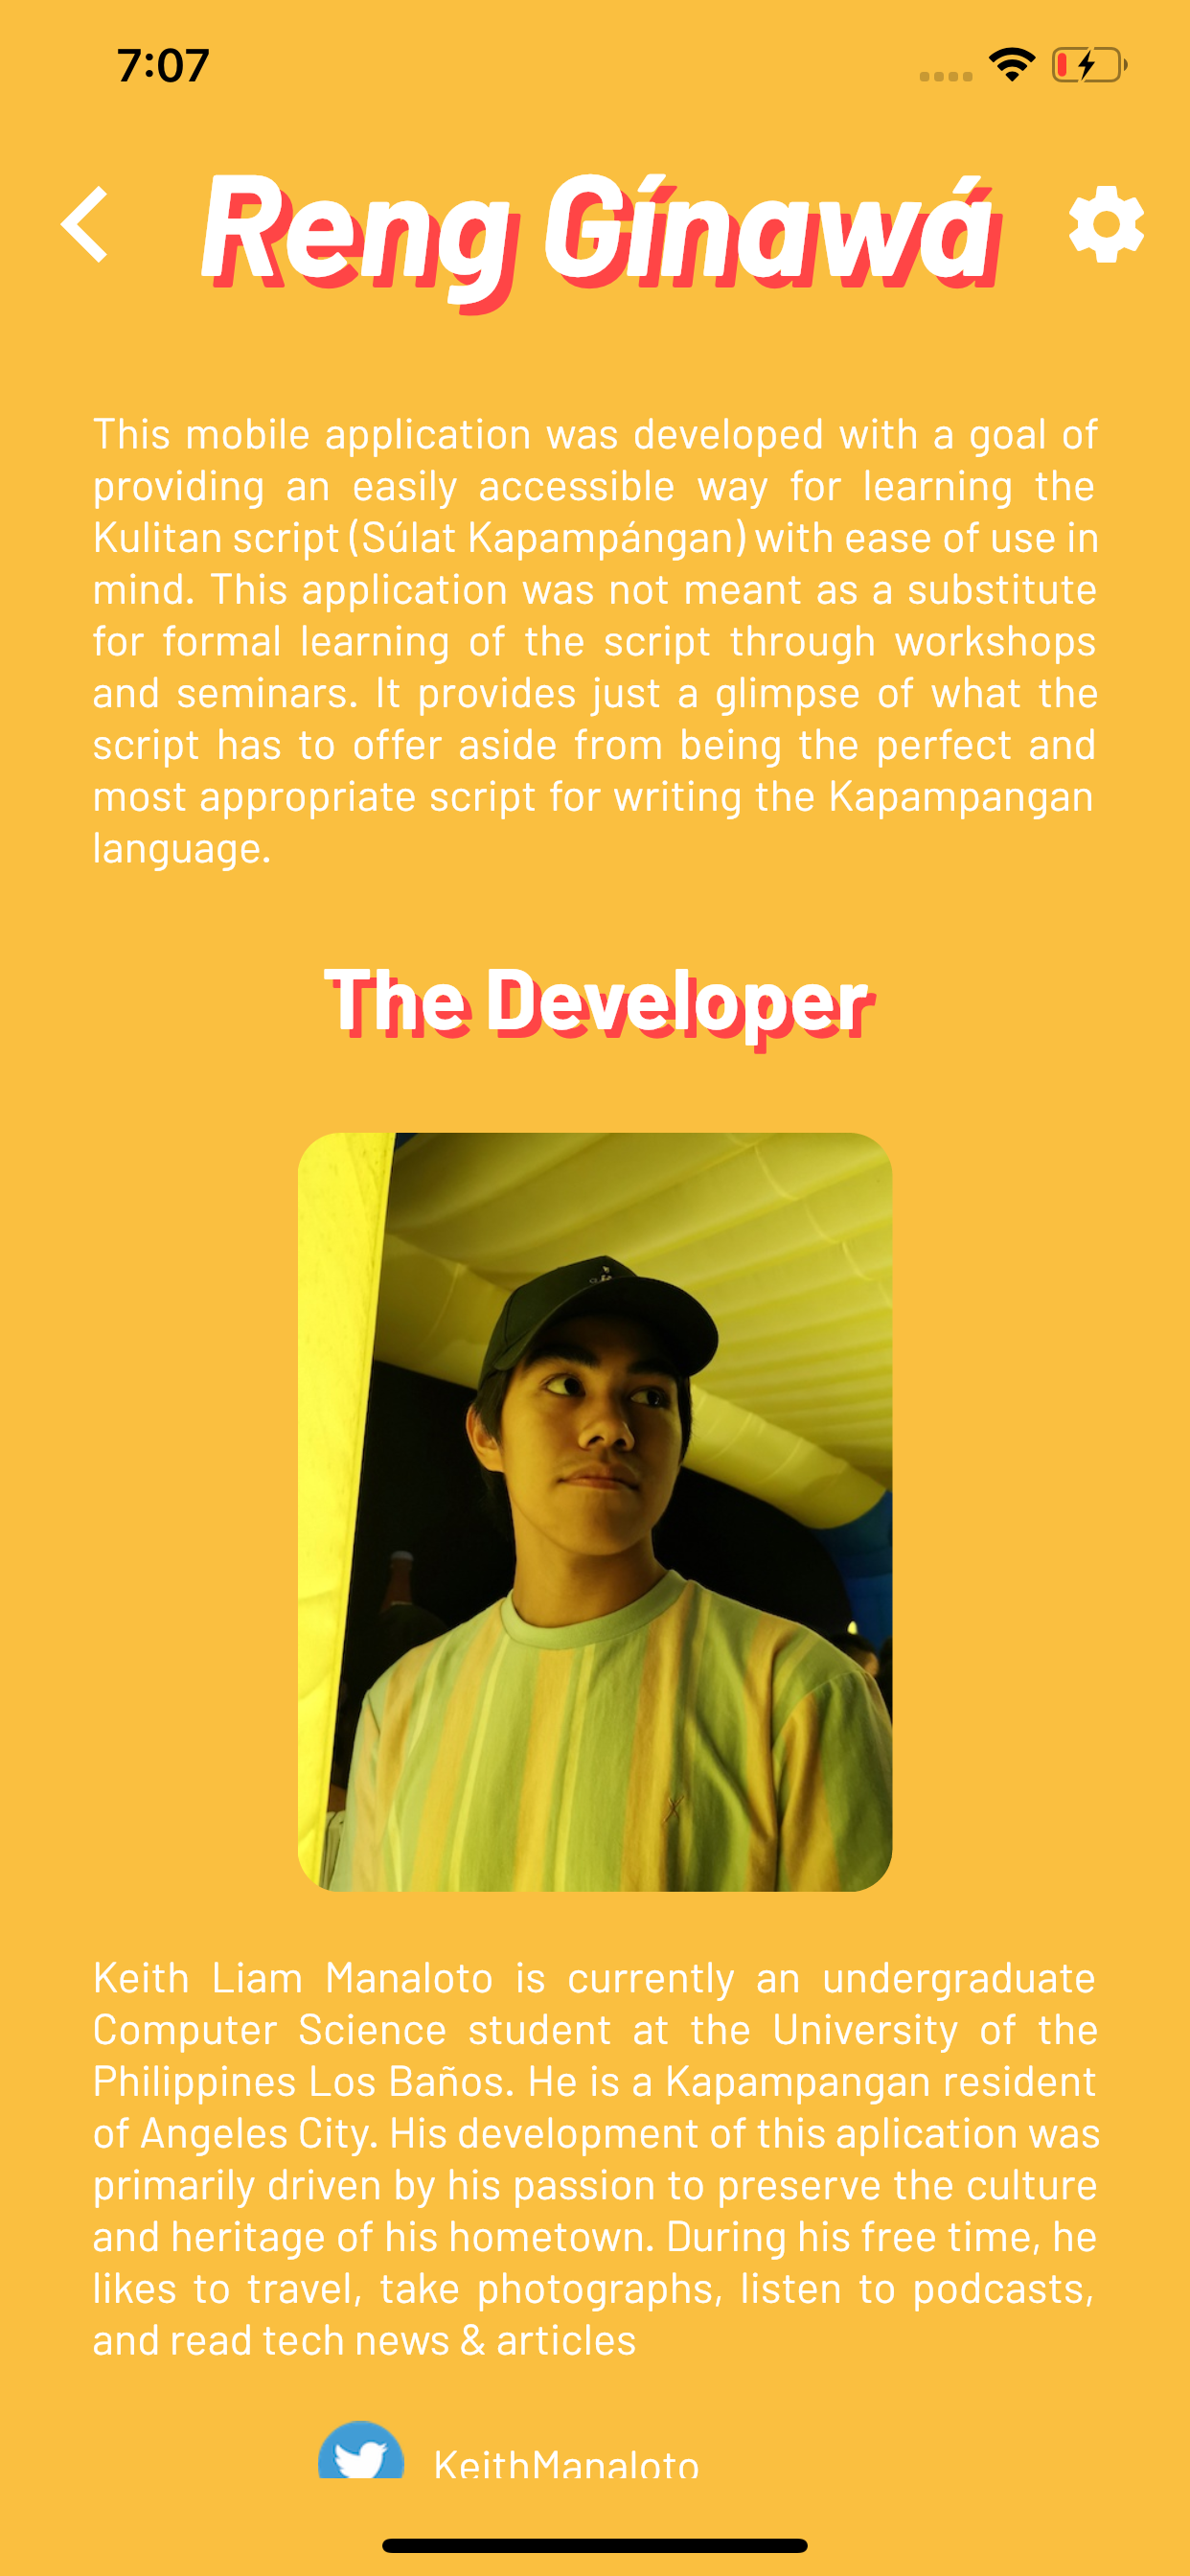 7:07
Reng Gínawá
This mobile application was developed with a goal of
providing an easily accessible way for learning the
Kulitan script (Súlat Kapampángan) with ease of use in
mind. This application was not meant as a substitute
for formal learning of the script through workshops
and seminars. It provides just a glimpse of what the
script has to offer aside from being the perfect and
most appropriate script for writing the Kapampangan
language.
The Developer
Keith Liam Manaloto is currently an undergraduate
Computer Science student at the University of the
Philippines Los Baños. He is a Kapampangan resident
of Angeles City. His development of this aplication was
primarily driven by his passion to preserve the culture
and heritage of his hometown. During his free time, he
likes to travel, take photographs, listen to podcasts,
and read tech news & articles
KeithManaloto